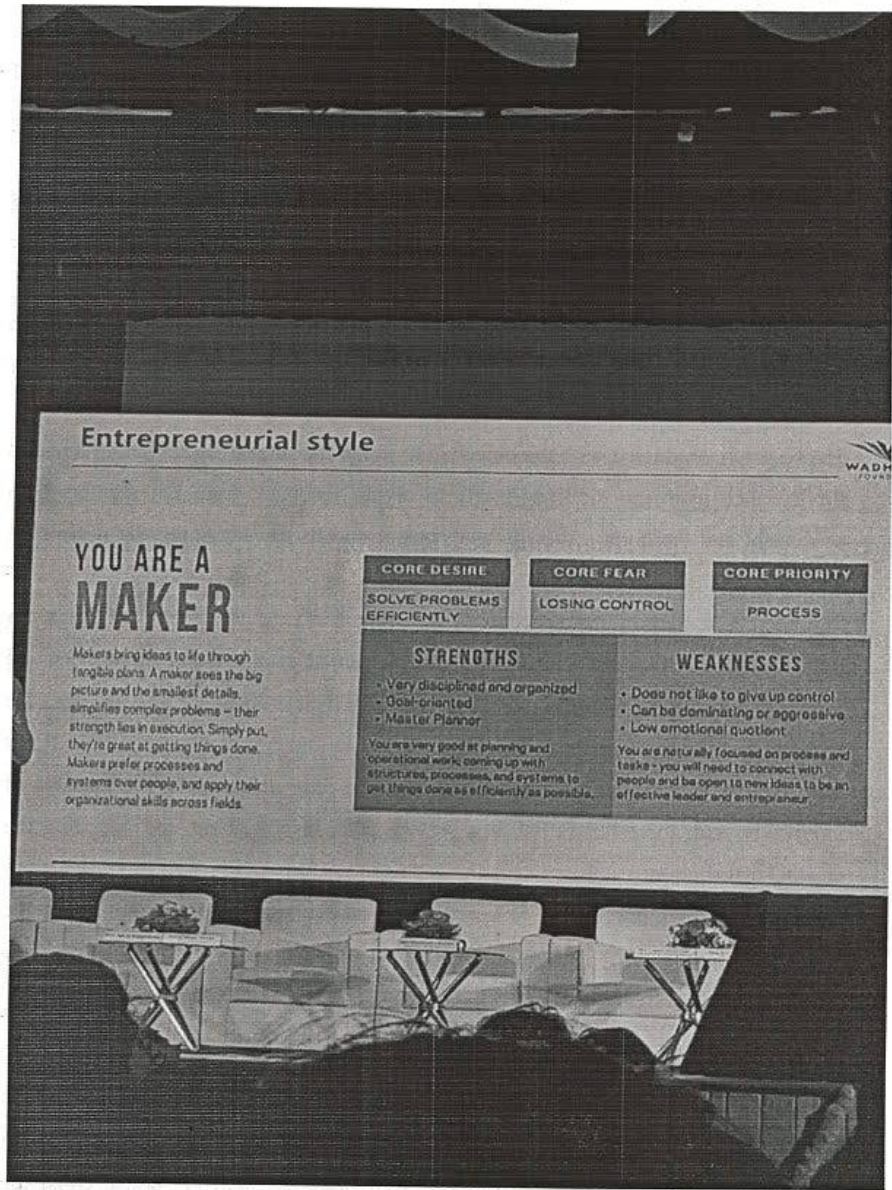 Entrepreneurial style
WADH
FOUND
YOU ARE A
MAKER
Makers bring ideas to life through
tangible plans. A maker sees the big
picture and the smallest details,
simplifies complex problems – their
strength lies in execution. Simply put,
they're great at getting things done.
Makers prefer processes and
systems over people, and apply their
organizational skills across fields.
CORE DESIRE
SOLVE PROBLEMS
EFFICIENTLY
CORE FEAR
LOSING CONTROL
CORE PRIORITY
PROCESS
STRENGTHS
• Very disciplined and organized
• Goal-oriented
• Master Planner
You are very good at planning and
operational work; coming up with
structures, processes, and systems to
get things done as efficiently as possible.
WEAKNESSES
• Does not like to give up control
• Can be dominating or aggressive
• Low emotional quotient
You are naturally focused on process and
tasks - you will need to connect with
people and be open to new ideas to be an
effective leader and entrepreneur.